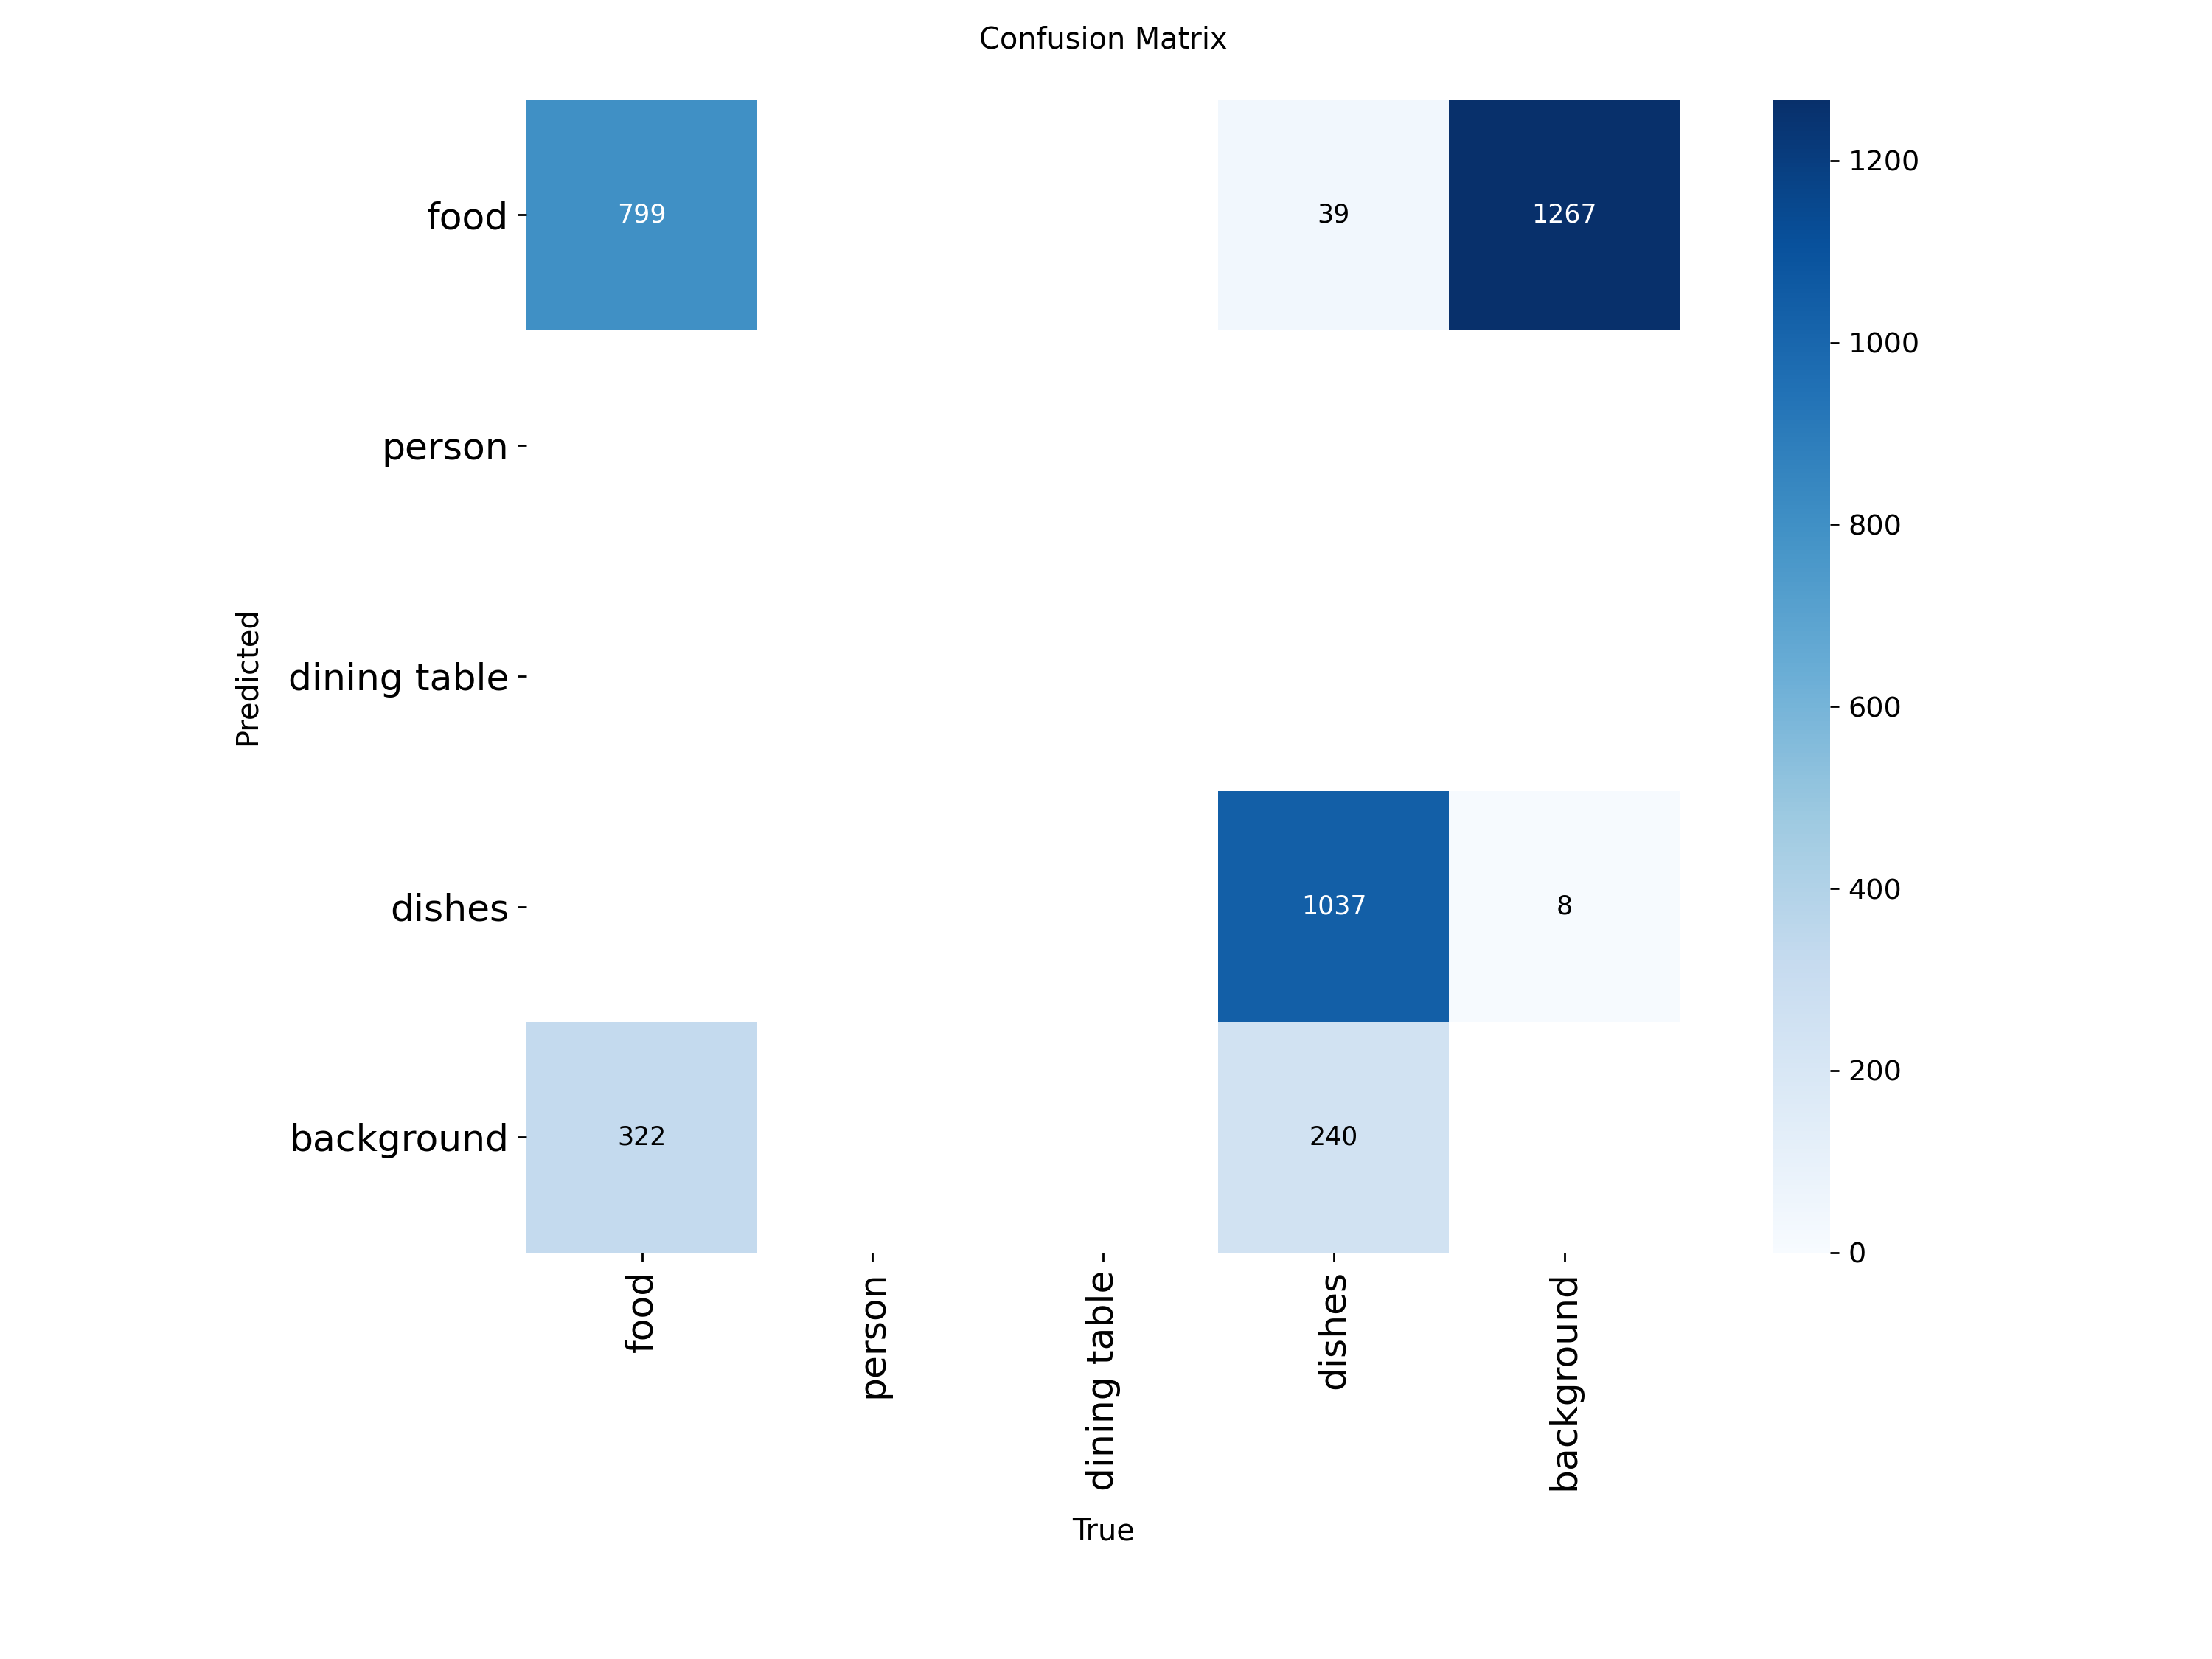 Confusion Matrix
food
799
39
1267
person
dining table
dishes
1037
8
background
322
240
Predicted
food
person
dining table
dishes
background
True
1200
1000
800
600
400
200
0